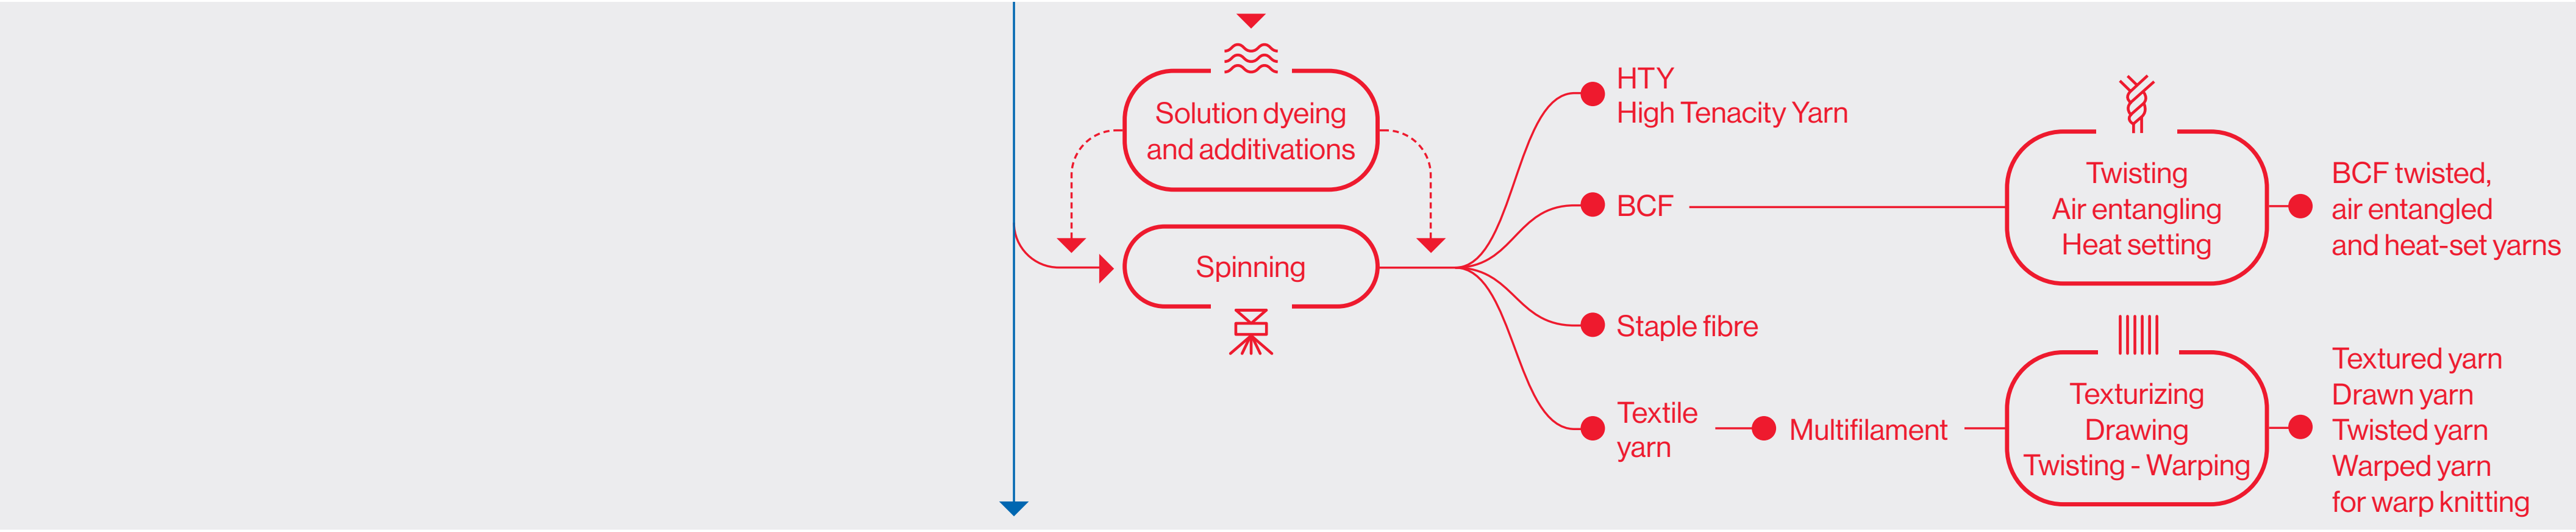 Solution dyeing
and additivations
Spinning
HTY
High Tenacity Yarn
BCF
Staple fibre
Textile
yarn
Multifilament
Twisting
Air entangling
Heat setting
BCF twisted,
air entangled
and heat-set yarns
Texturizing
Drawing
Twisting - Warping
Textured yarn
Drawn yarn
Twisted yarn
Warped yarn
for warp knitting